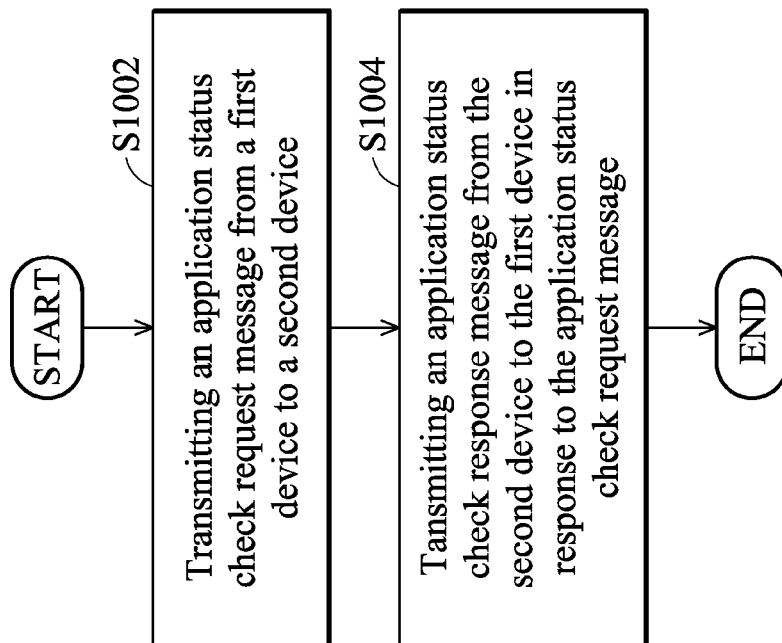 START
S1002
Transmitting an application status
check request message from a first
device to a second device
S1004
Tansmitting an application status
check response message from the
second device to the first device in
response to the application status
check request message
END